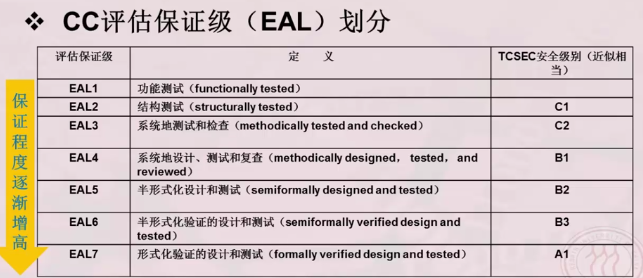 ❖ CC评估保证级（EAL）划分
评估保证级 定 义 TCSEC安全级别（近似相
当）
EAL1 功能测试（functionally tested）
EAL2 结构测试（structurally tested） C1
EAL3 系统地测试和检查（methodically tested and checked） C2
EAL4 系统地设计、测试和复查（methodically designed， tested， and
reviewed） B1
EAL5 半形式化设计和测试（semiformally designed and tested） B2
EAL6 半形式化验证的设计和测试（semiformally verified design and
tested） B3
EAL7 形式化验证的设计和测试（formally verified design and tested） A1
保证程度逐渐增高